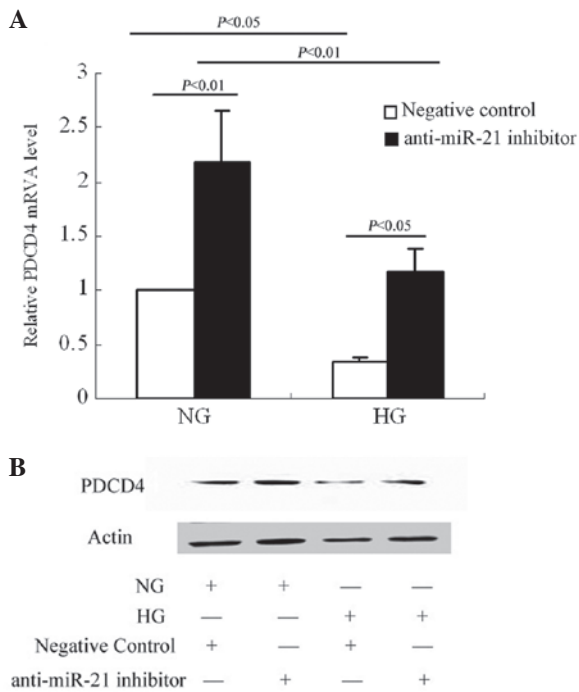 A
P<0.05
P<0.01
3
P<0.01
Negative control
2.5
anti-miR-21 inhibitor
2
Relative PDCD4 mRVA level
1.5
P<0.05
1
0.5
0
NG HG
B
PDCD4
Actin
NG + + — —
HG — — + +
Negative Control + — + —
anti-miR-21 inhibitor — + — +